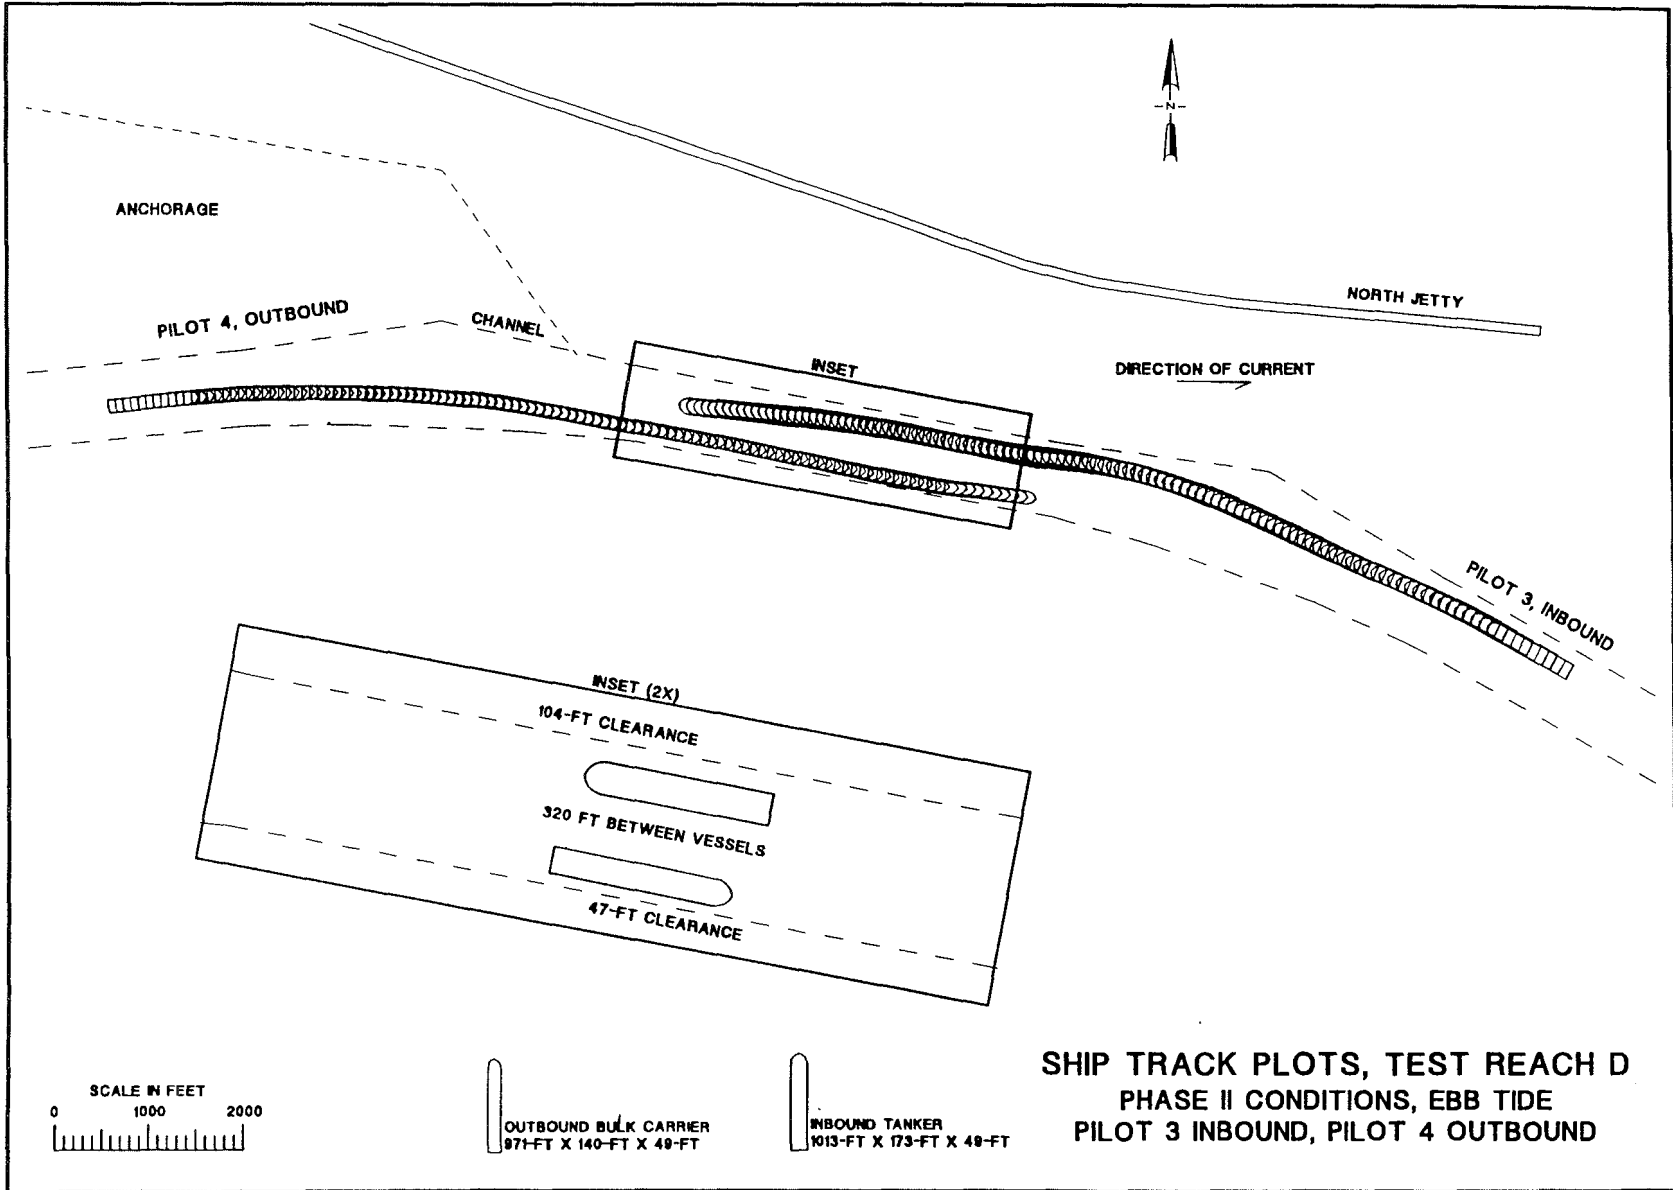 N
ANCHORAGE
NORTH JETTY
PILOT 4, OUTBOUND
CHANNEL
INSET
DIRECTION OF CURRENT
PILOT 3, INBOUND
INSET (2X)
104-FT CLEARANCE
320 FT BETWEEN VESSELS
47-FT CLEARANCE
SCALE IN FEET
0 1000 2000
OUTBOUND BULK CARRIER
971-FT X 140-FT X 49-FT
INBOUND TANKER
1013-FT X 173-FT X 49-FT
SHIP TRACK PLOTS, TEST REACH D
PHASE II CONDITIONS, EBB TIDE
PILOT 3 INBOUND, PILOT 4 OUTBOUND